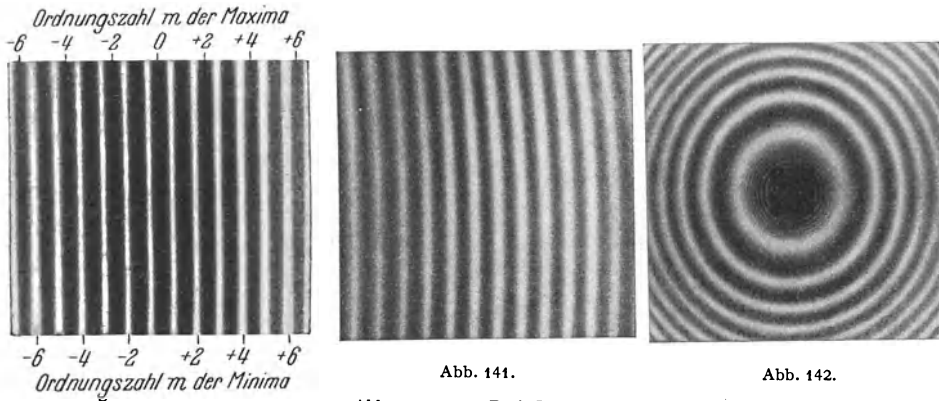 Ordnungszahl m der Maxima
-6 -4 -2 0 +2 +4 +6
-6 -4 -2 +2 +4 +6
Ordnungszahl m der Minima
Abb. 141.
Abb. 142.